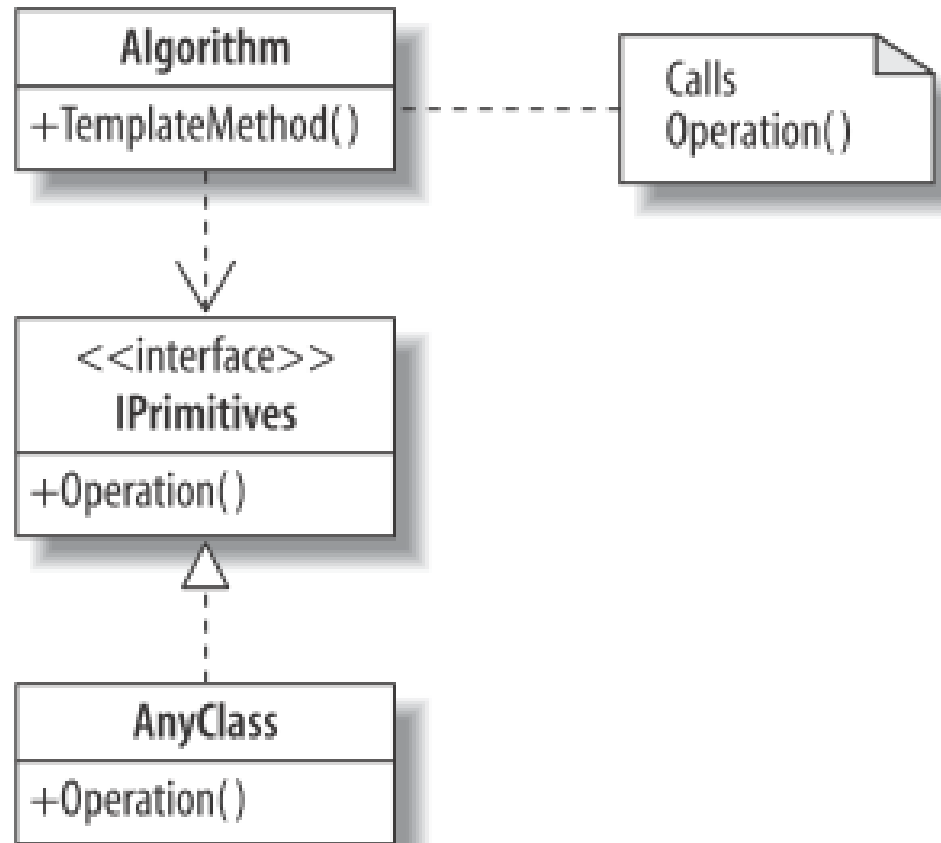 Algorithm
+TemplateMethod()
Calls
Operation()
<<interface>>
IPrimitives
+Operation()
AnyClass
+Operation()